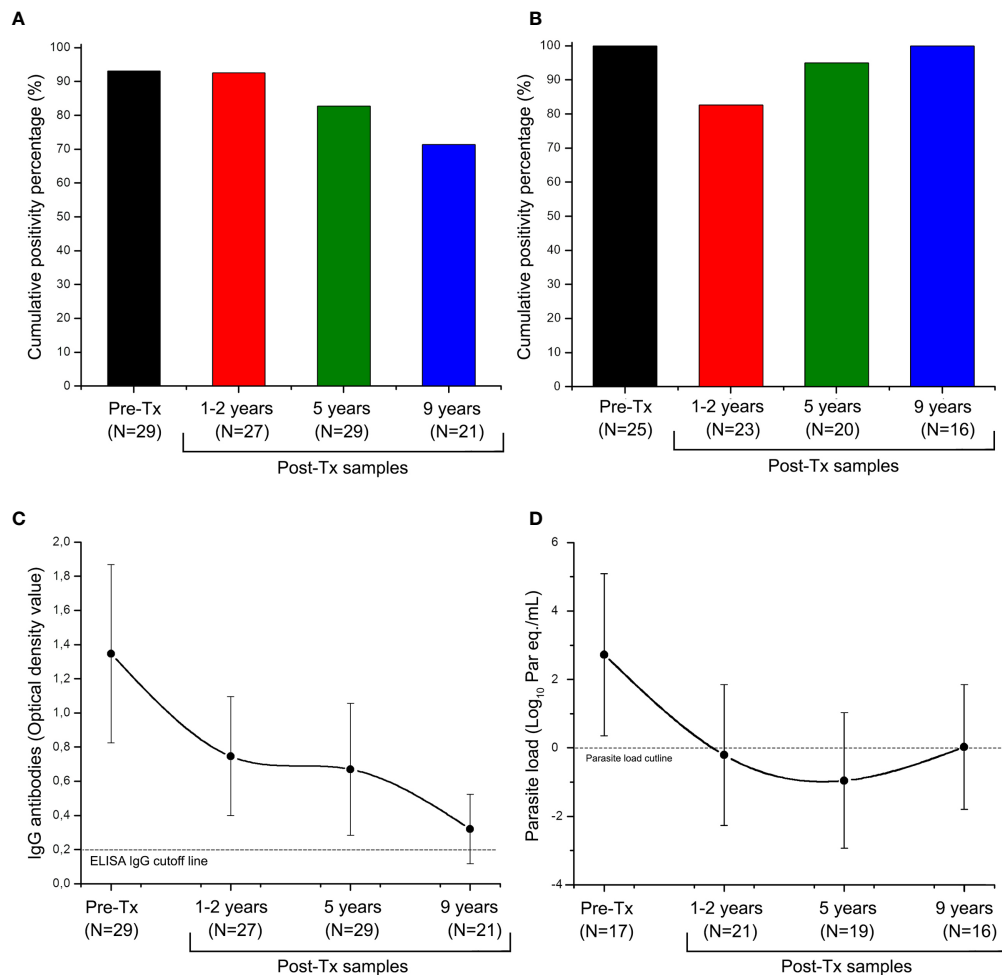 A
Cumulative positivity percentage (%)
100
90
80
70
60
50
40
30
20
10
0
Pre-Tx 1-2 years 5 years 9 years
(N=29) (N=27) (N=29) (N=21)
Post-Tx samples
B
Cumulative positivity percentage (%)
100
90
80
70
60
50
40
30
20
10
0
Pre-Tx 1-2 years 5 years 9 years
(N=25) (N=23) (N=20) (N=16)
Post-Tx samples
C
IgG antibodies (Optical density value)
2,0
1,8
1,6
1,4
1,2
1,0
0,8
0,6
0,4
0,2
0,0
ELISA IgG cutoff line
Pre-Tx 1-2 years 5 years 9 years
(N=29) (N=27) (N=29) (N=21)
Post-Tx samples
D
Parasite load (Log₁₀ Par eq./mL)
6
4
2
0
-2
-4
Parasite load cutline
Pre-Tx 1-2 years 5 years 9 years
(N=17) (N=21) (N=19) (N=16)
Post-Tx samples